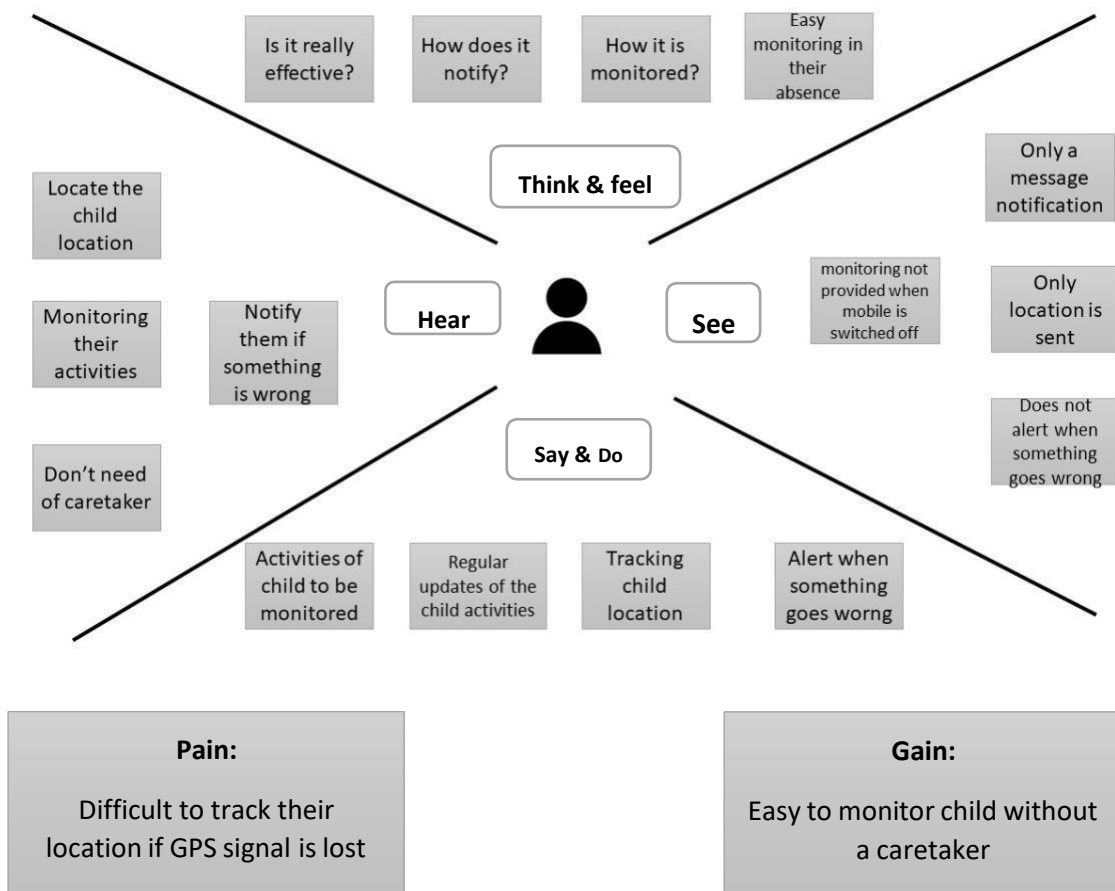 Is it really
effective?
How does it
notify?
How it is
monitored?
Easy
monitoring in
their
absence
Think & feel
Locate the
child
location
Monitoring
their
activities
Notify
them if
something
is wrong
Don’t need
of caretaker
Hear
See
monitoring not
provided when
mobile is
switched off
Only a
message
notification
Only
location is
sent
Does not
alert when
something
goes wrong
Say & Do
Activities of
child to be
monitored
Regular
updates of the
child activities
Tracking
child
location
Alert when
something
goes worng
Pain:
Difficult to track their
location if GPS signal is lost
Gain:
Easy to monitor child without
a caretaker